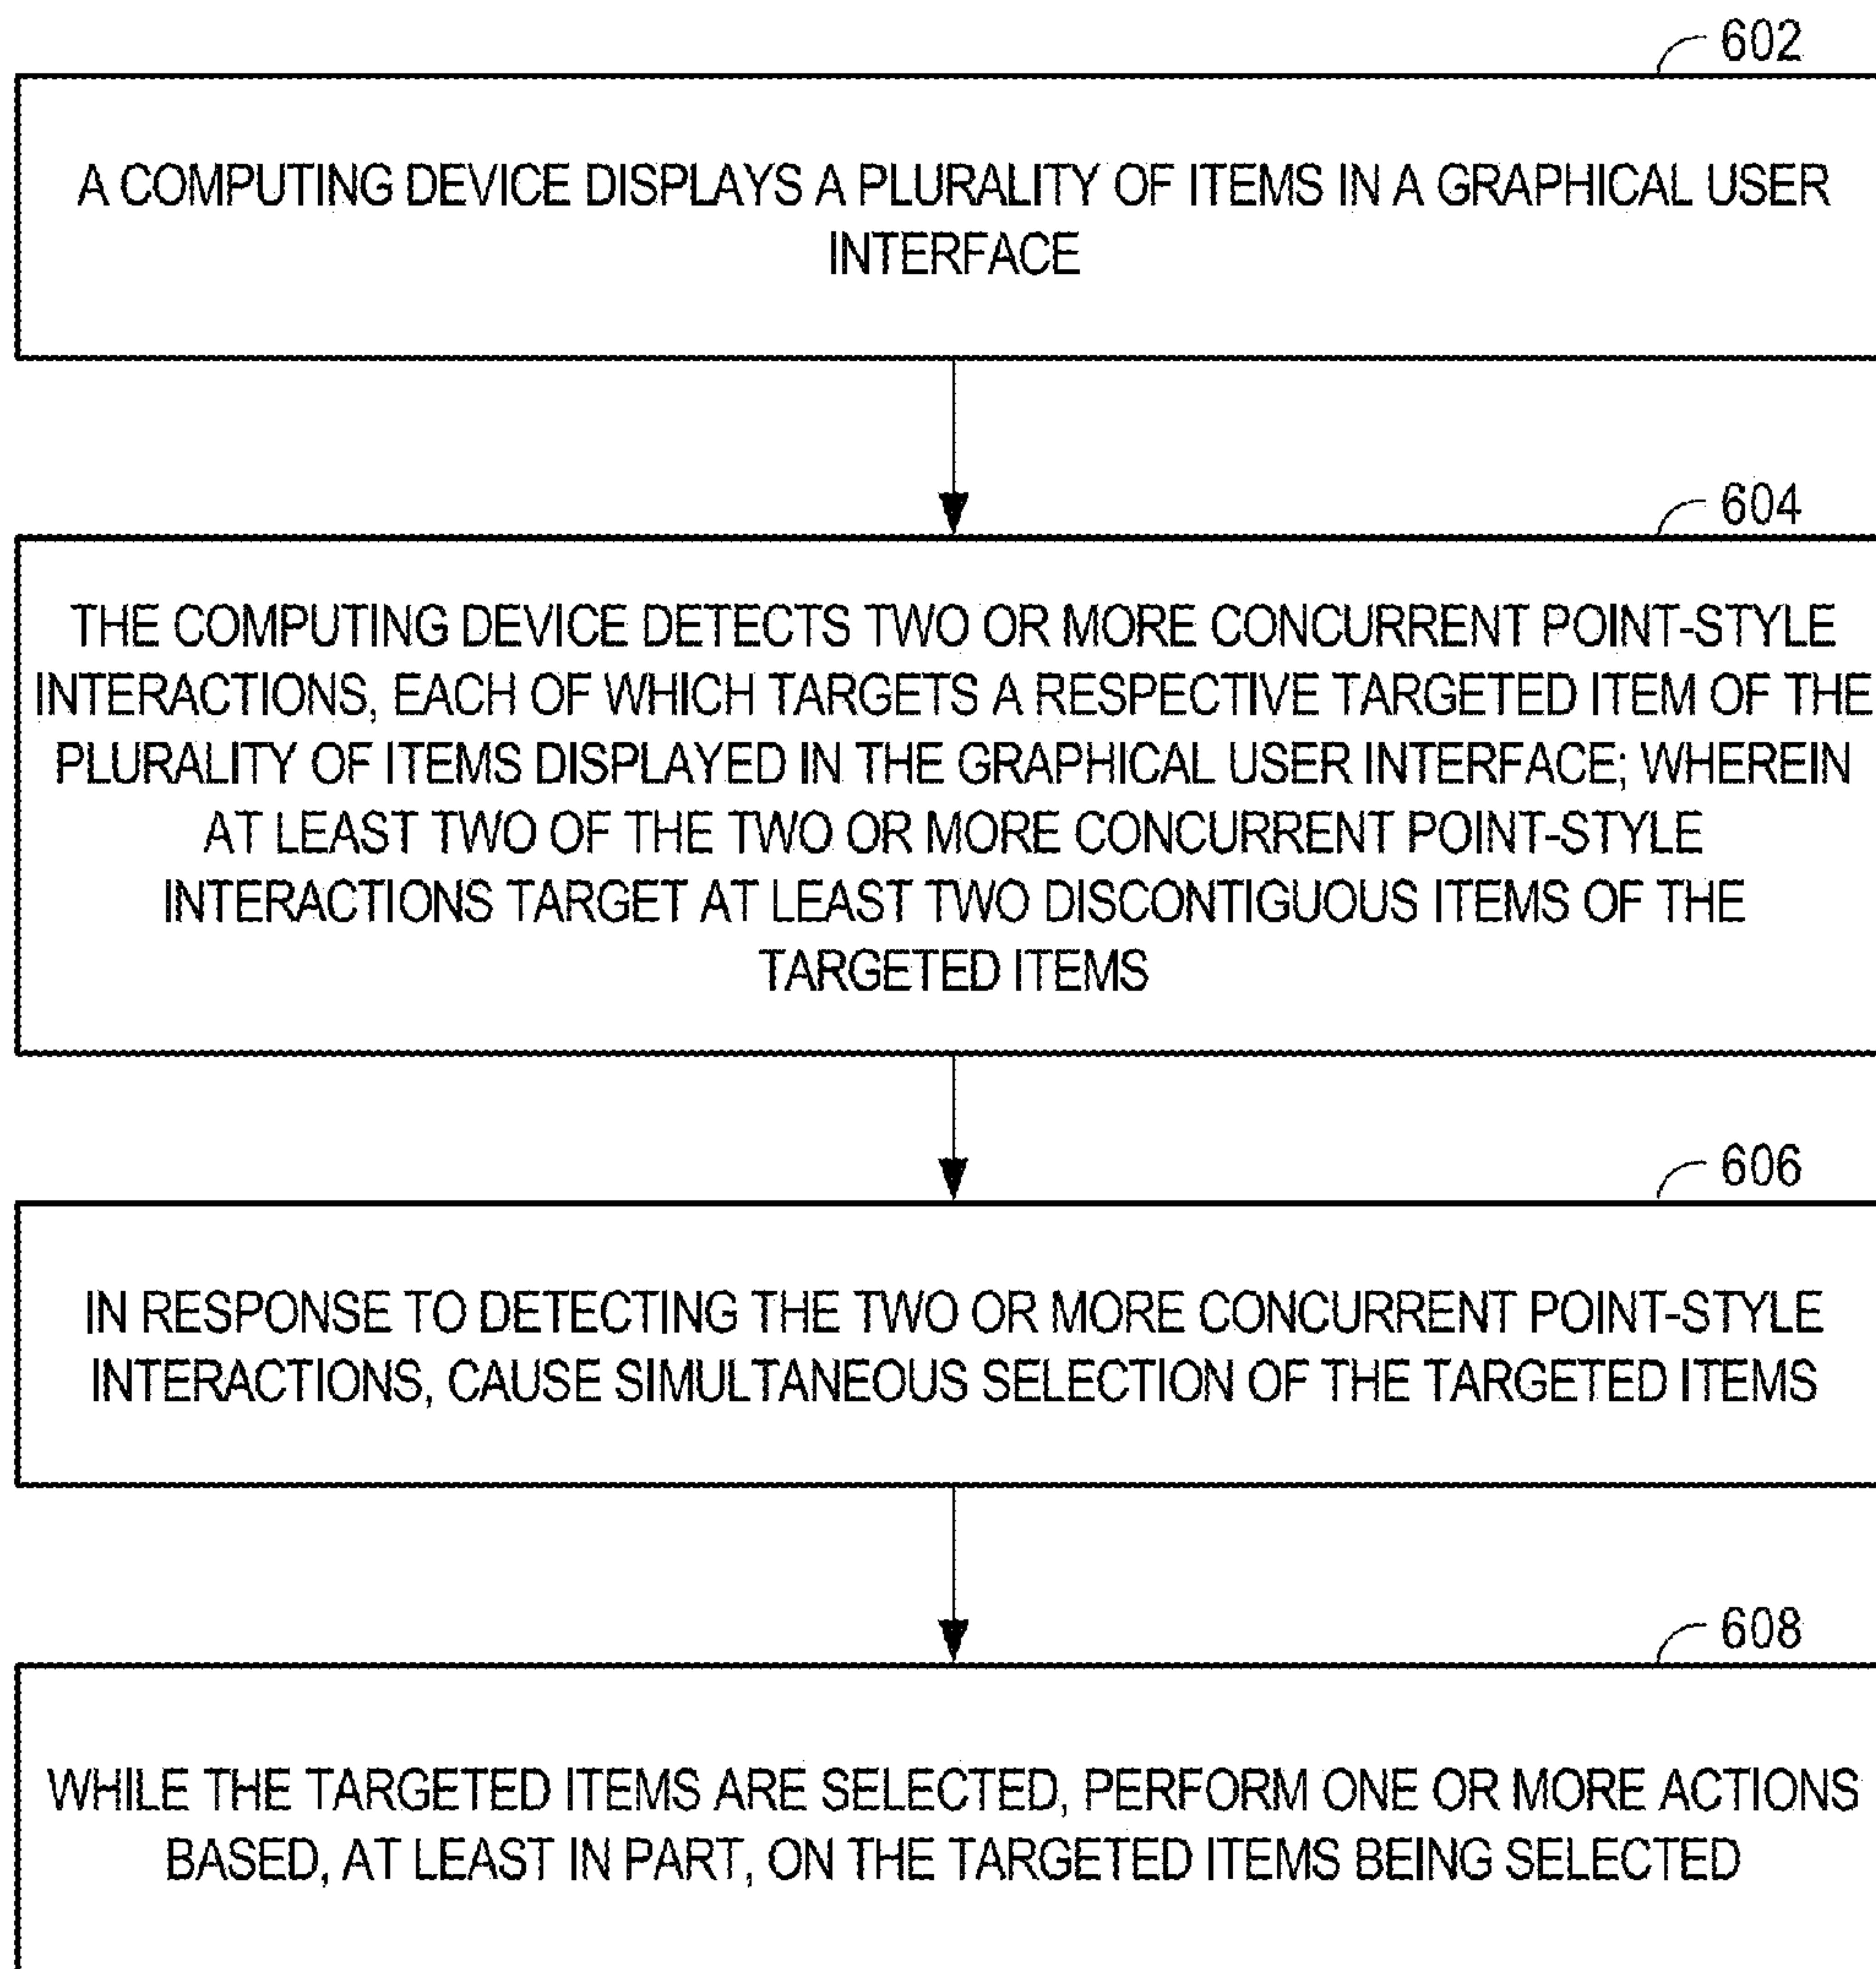 602
A COMPUTING DEVICE DISPLAYS A PLURALITY OF ITEMS IN A GRAPHICAL USER
INTERFACE
604
THE COMPUTING DEVICE DETECTS TWO OR MORE CONCURRENT POINT-STYLE
INTERACTIONS, EACH OF WHICH TARGETS A RESPECTIVE TARGETED ITEM OF THE
PLURALITY OF ITEMS DISPLAYED IN THE GRAPHICAL USER INTERFACE; WHEREIN
AT LEAST TWO OF THE TWO OR MORE CONCURRENT POINT-STYLE
INTERACTIONS TARGET AT LEAST TWO DISCONTIGUOUS ITEMS OF THE
TARGETED ITEMS
606
IN RESPONSE TO DETECTING THE TWO OR MORE CONCURRENT POINT-STYLE
INTERACTIONS, CAUSE SIMULTANEOUS SELECTION OF THE TARGETED ITEMS
608
WHILE THE TARGETED ITEMS ARE SELECTED, PERFORM ONE OR MORE ACTIONS
BASED, AT LEAST IN PART, ON THE TARGETED ITEMS BEING SELECTED